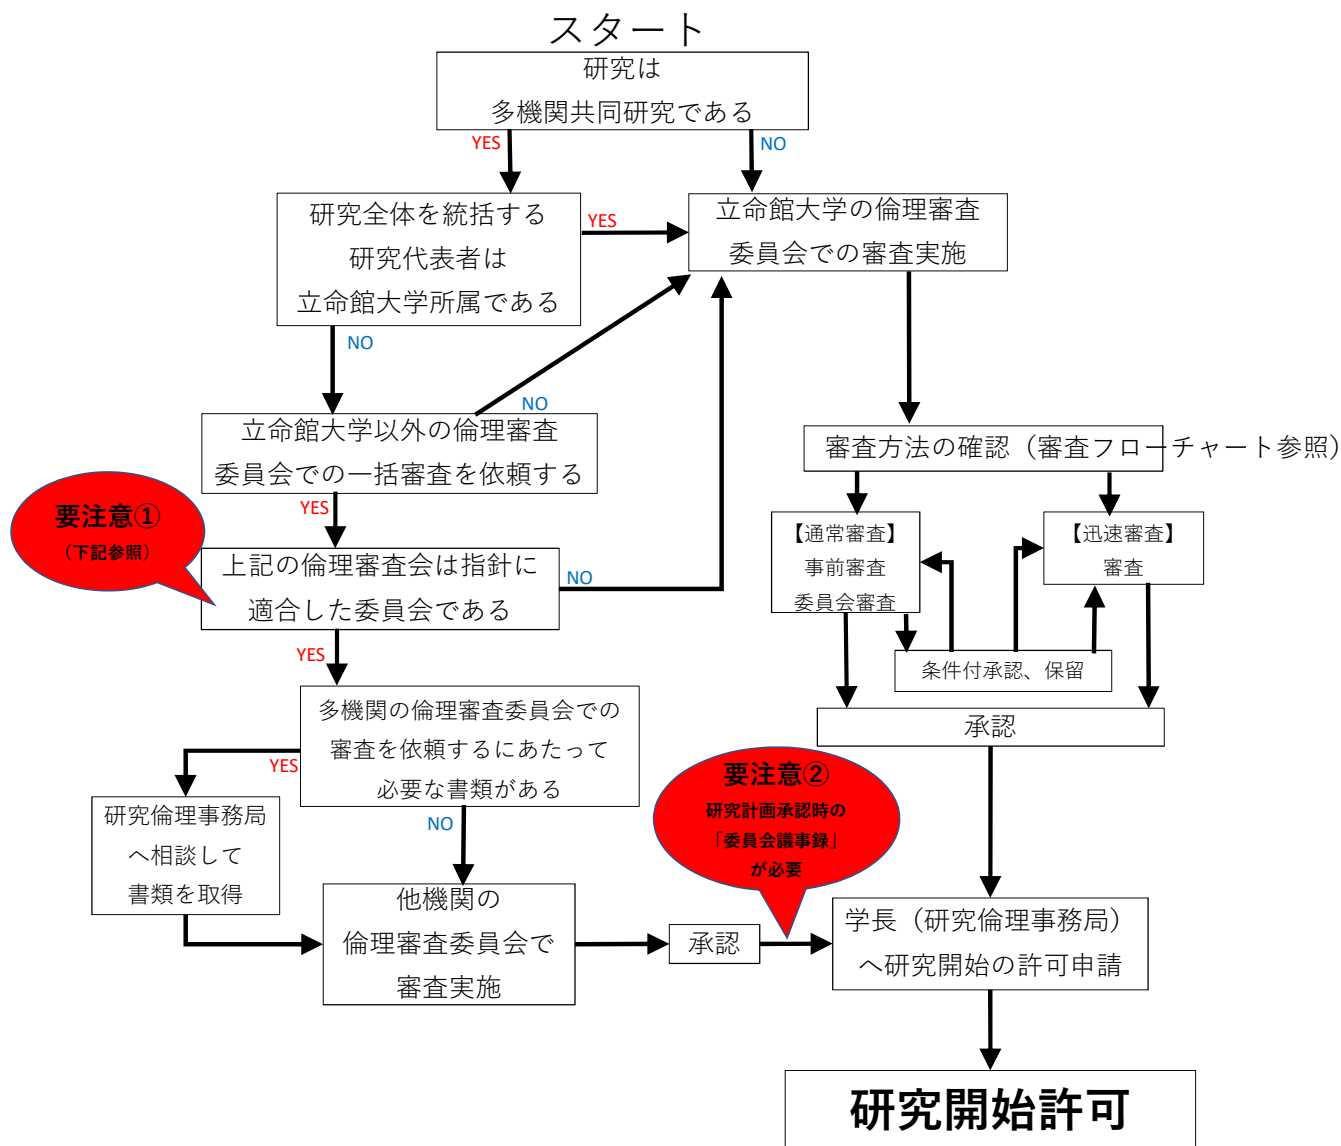 スタート
研究は
多機関共同研究である
YES
NO
研究全体を統括する
研究代表者は
立命館大学所属である
YES
立命館大学の倫理審査
委員会での審査実施
NO
NO
立命館大学以外の倫理審査
委員会での一括審査を依頼する
審査方法の確認（審査フローチャート参照）
YES
要注意①
（下記参照）
上記の倫理審査会は指針に
適合した委員会である
NO
【通常審査】
事前審査
委員会審査
【迅速審査】
審査
YES
条件付承認、保留
多機関の倫理審査委員会での
審査を依頼するにあたって
必要な書類がある
承認
YES
NO
要注意②
研究計画承認時の
「委員会議事録」
が必要
研究倫理事務局
へ相談して
書類を取得
他機関の
倫理審査委員会で
審査実施
承認
学長（研究倫理事務局）
へ研究開始の許可申請
研究開始許可